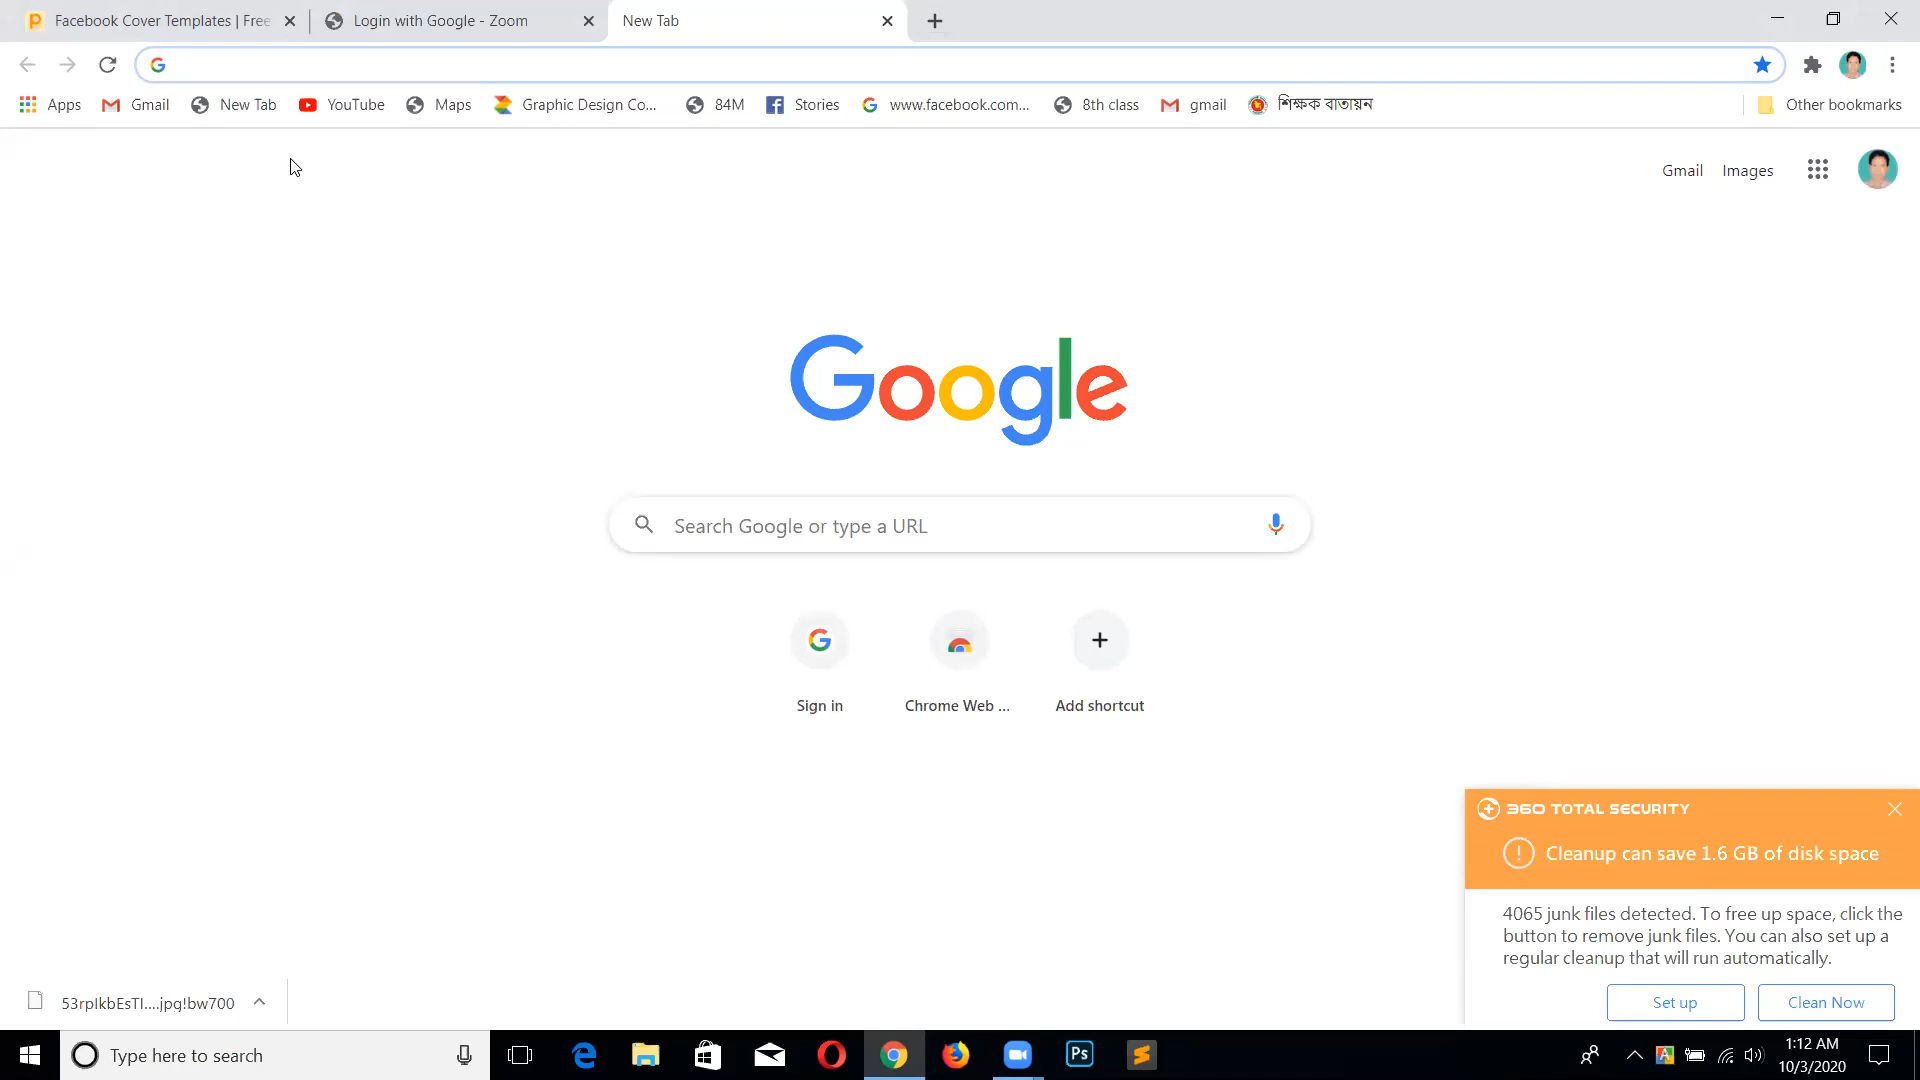 Facebook Cover Templates | Free
Login with Google - Zoom
New Tab
Apps
Gmail
New Tab
YouTube
Maps
Graphic Design Co...
84M
Stories
www.facebook.com...
8th class
gmail
শিক্ষক বাতায়ন
Other bookmarks
Gmail
Images
Google
Search Google or type a URL
Sign in
Chrome Web ...
Add shortcut
360 TOTAL SECURITY
Cleanup can save 1.6 GB of disk space
4065 junk files detected. To free up space, click the
button to remove junk files. You can also set up a
regular cleanup that will run automatically.
Set up
Clean Now
53rpIkbEsTI....jpg!bw700
Type here to search
Ps
1:12 AM
10/3/2020